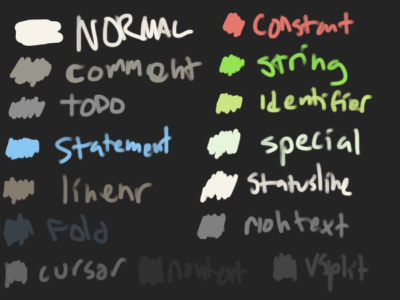 NORMAL Constant
comment string
TODO Identifier
Statement special
linenr Statusline
Fold nontext
cursor nontext Vsplit